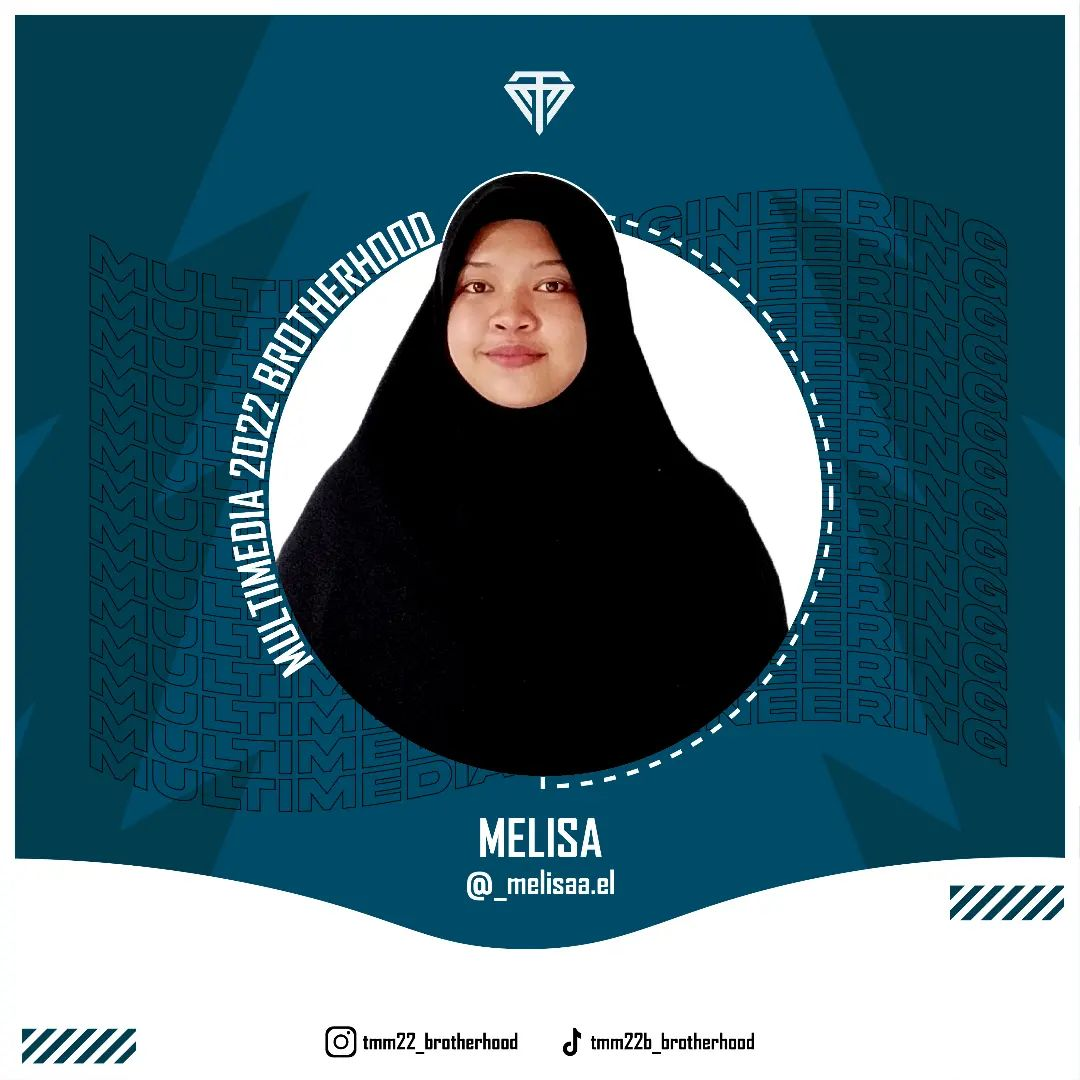 MULTIMEDIA 2022 BROTHERHOOD
MULTIMEDIA ENGINEERING
MELISA
@_melisaa.el
tmm22_brotherhood
tmm22b_brotherhood